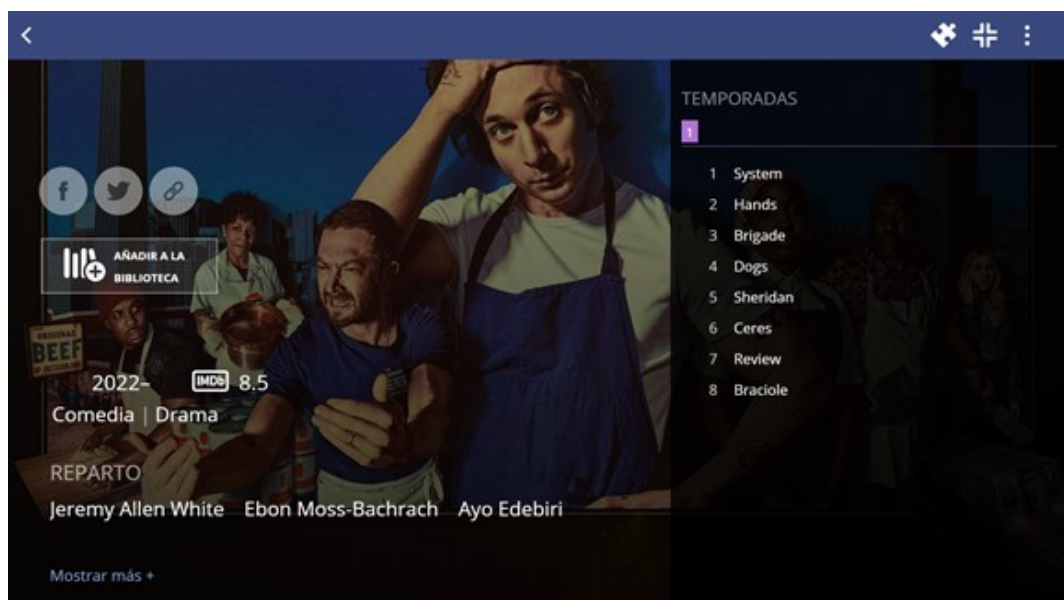 TEMPORADAS
1
1 System
2 Hands
3 Brigade
4 Dogs
5 Sheridan
6 Ceres
7 Review
8 Braciole
f
AÑADIR A LA
BIBLIOTECA
ORIGINAL
BEEF
2022– IMDb 8.5
Comedia | Drama
REPARTO
Jeremy Allen White Ebon Moss-Bachrach Ayo Edebiri
Mostrar más +